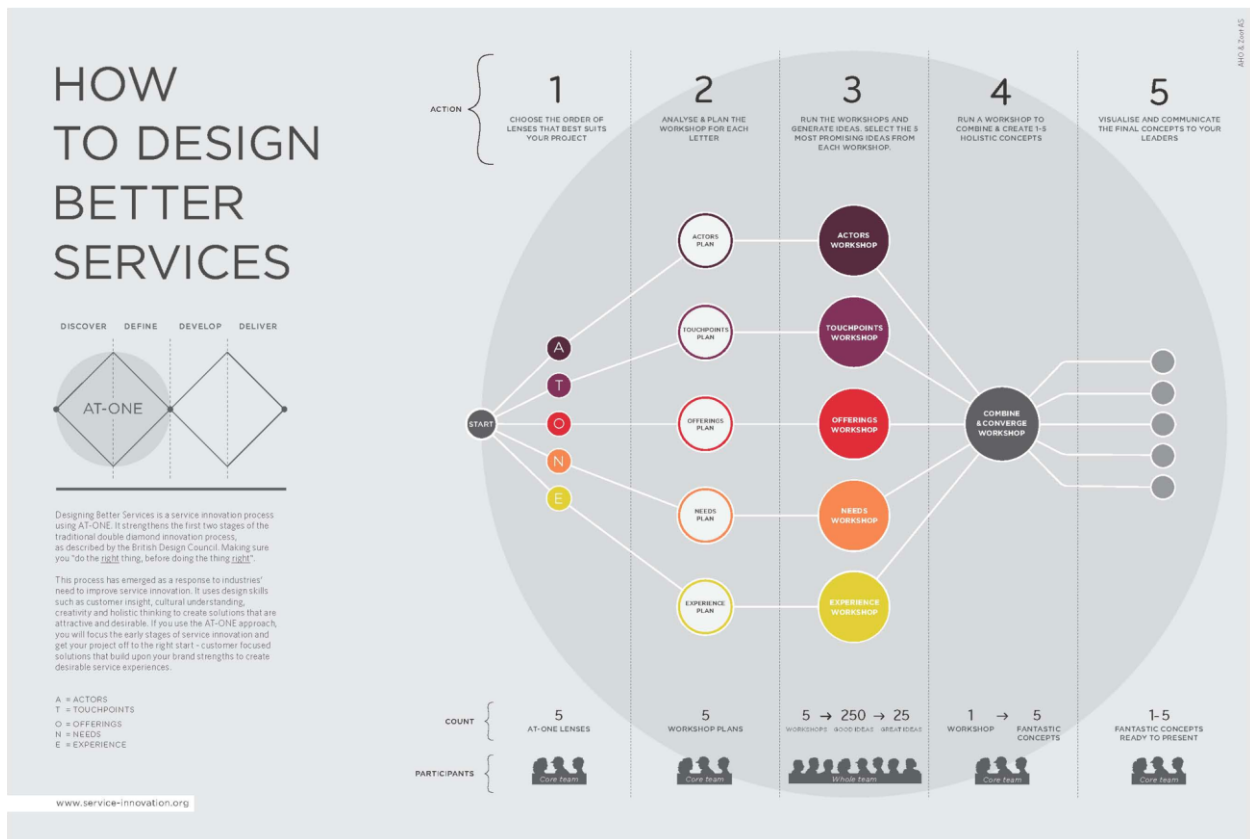 HOW
TO DESIGN
BETTER
SERVICES
DISCOVER DEFINE DEVELOP DELIVER
AT-ONE
Designing Better Services is a service innovation process
using AT-ONE. It strengthens the first two stages of the
traditional double diamond innovation process,
as described by the British Design Council. Making sure
you "do the right thing, before doing the thing right".
This process has emerged as a response to industries'
need to improve service innovation. It uses design skills
such as customer insight, cultural understanding,
creativity and holistic thinking to create solutions that are
attractive and desirable. If you use the AT-ONE approach,
you will focus the early stages of service innovation and
get your project off to the right start - customer focused
solutions that build upon your brand strengths to create
desirable service experiences.
A = ACTORS
T = TOUCHPOINTS
O = OFFERINGS
N = NEEDS
E = EXPERIENCE
www.service-innovation.org
ACTION
1
CHOOSE THE ORDER OF
LENSES THAT BEST SUITS
YOUR PROJECT
2
ANALYSE & PLAN THE
WORKSHOP FOR EACH
LETTER
3
RUN THE WORKSHOPS AND
GENERATE IDEAS. SELECT THE 5
MOST PROMISING IDEAS FROM
EACH WORKSHOP.
4
RUN A WORKSHOP TO
COMBINE & CREATE 1-5
HOLISTIC CONCEPTS
5
VISUALISE AND COMMUNICATE
THE FINAL CONCEPTS TO YOUR
LEADERS
START
A
T
O
N
E
ACTORS
PLAN
TOUCHPOINTS
PLAN
OFFERINGS
PLAN
NEEDS
PLAN
EXPERIENCE
PLAN
ACTORS
WORKSHOP
TOUCHPOINTS
WORKSHOP
OFFERINGS
WORKSHOP
NEEDS
WORKSHOP
EXPERIENCE
WORKSHOP
COMBINE
& CONVERGE
WORKSHOP
COUNT
5
AT-ONE LENSES
5
WORKSHOP PLANS
5 → 250 → 25
WORKSHOPS GOOD IDEAS GREAT IDEAS
1 → 5
WORKSHOP FANTASTIC
CONCEPTS
1-5
FANTASTIC CONCEPTS
READY TO PRESENT
PARTICIPANTS
Core team
Core team
Whole team
Core team
Core team
AHO & Zoot AS